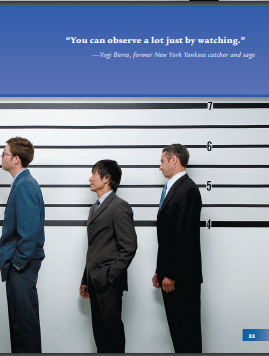 “You can observe a lot just by watching.”
—Yogi Berra, former New York Yankees catcher and sage
7
6
5
4